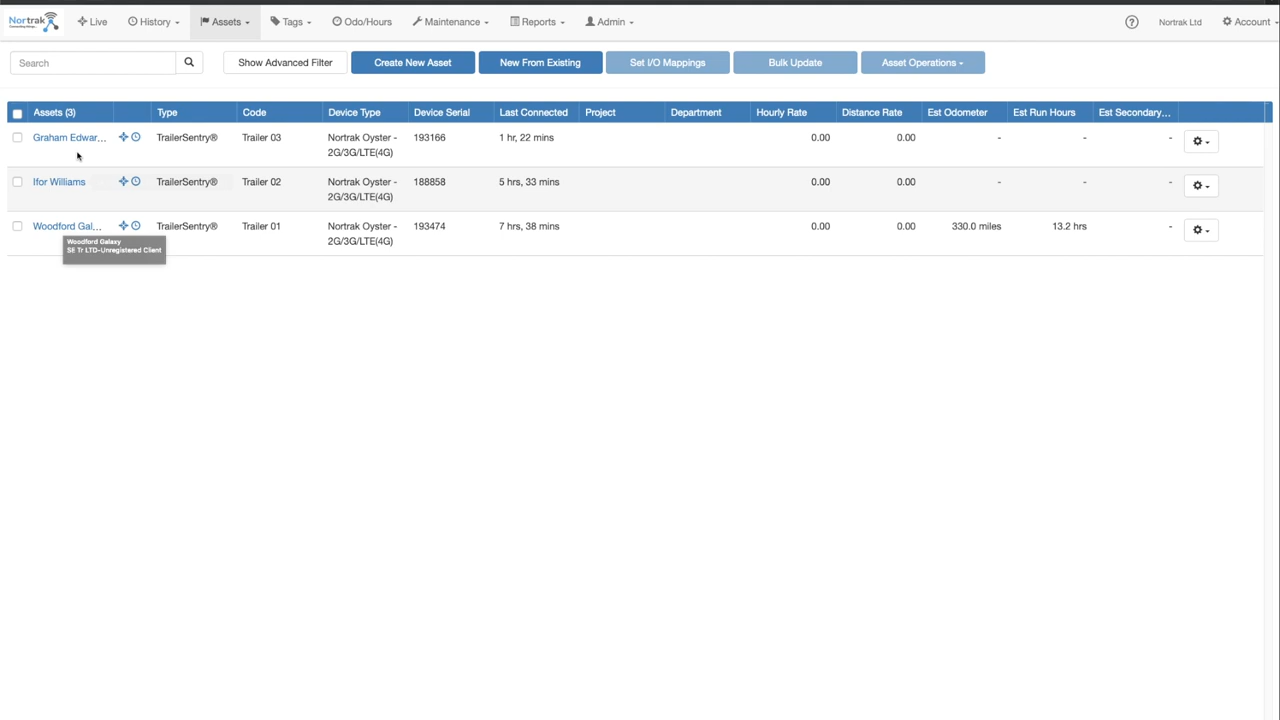 Nortrak
Live
History
Assets
Tags
Odo/Hours
Maintenance
Reports
Admin
?
Nortrak Ltd
Account
Search
Show Advanced Filter
Create New Asset
New From Existing
Set I/O Mappings
Bulk Update
Asset Operations
Assets (3) Type Code Device Type Device Serial Last Connected Project Department Hourly Rate Distance Rate Est Odometer Est Run Hours Est Secondary...
Graham Edwar... TrailerSentry® Trailer 03 Nortrak Oyster - 193166 1 hr, 22 mins 0.00 0.00 - - -
2G/3G/LTE(4G)
Ifor Williams TrailerSentry® Trailer 02 Nortrak Oyster - 188858 5 hrs, 33 mins 0.00 0.00 - - -
2G/3G/LTE(4G)
Woodford Gal... TrailerSentry® Trailer 01 Nortrak Oyster - 193474 7 hrs, 38 mins 0.00 0.00 330.0 miles 13.2 hrs -
2G/3G/LTE(4G)
Woodford Galaxy
SE Tr LTD-Unregistered Client